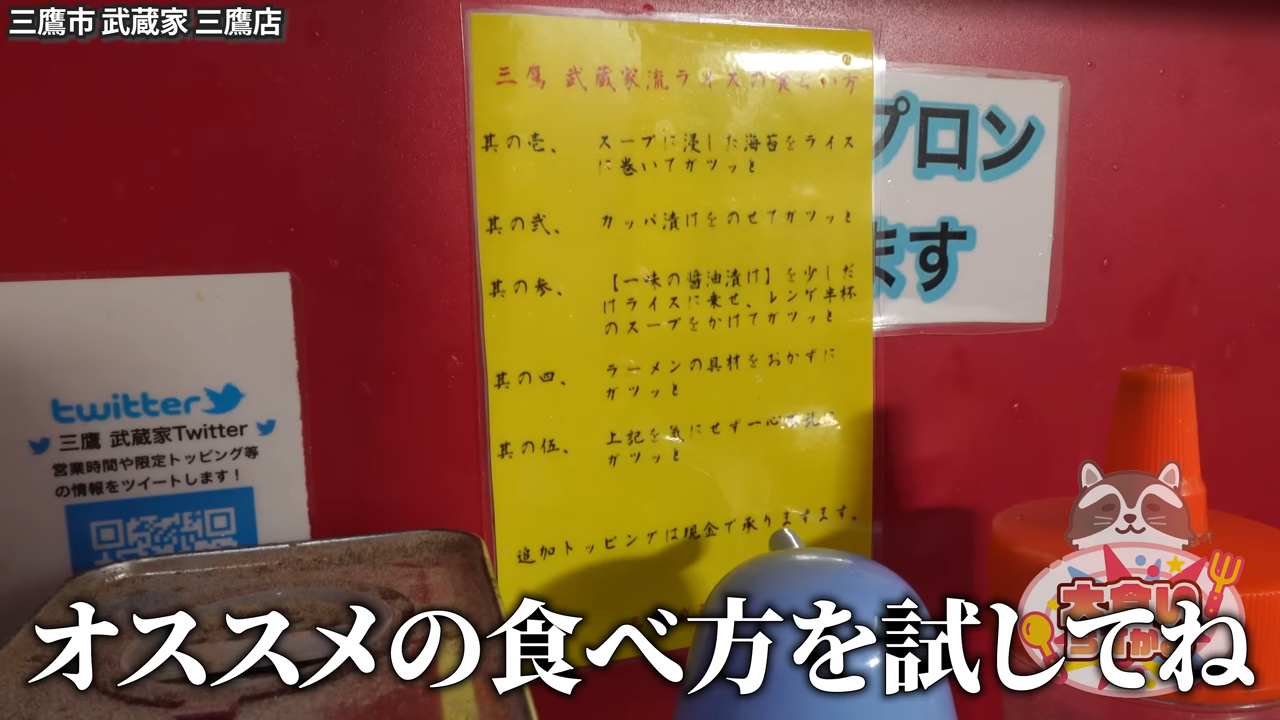 三鷹市 武蔵家 三鷹店
三鷹 武蔵家流ライスの食らい方
其の壱、 スープに浸した海苔をライス
に巻いてガツッと
其の弐、 カッパ漬けをのせてガツッと
其の参、 【一味の醤油漬け】を少しだ
けライスに乗せ、レンゲ半杯
のスープをかけてガツッと
其の四、 ラーメンの具材をおかずに
ガツッと
其の伍、 上記を気にせず一心不乱に
ガツッと
追加トッピングは現金で承りますます。
プロン
ます
twitter
三鷹 武蔵家Twitter
営業時間や限定トッピング等
の情報をツイートします!
大食い
オススメの食べ方を試してね